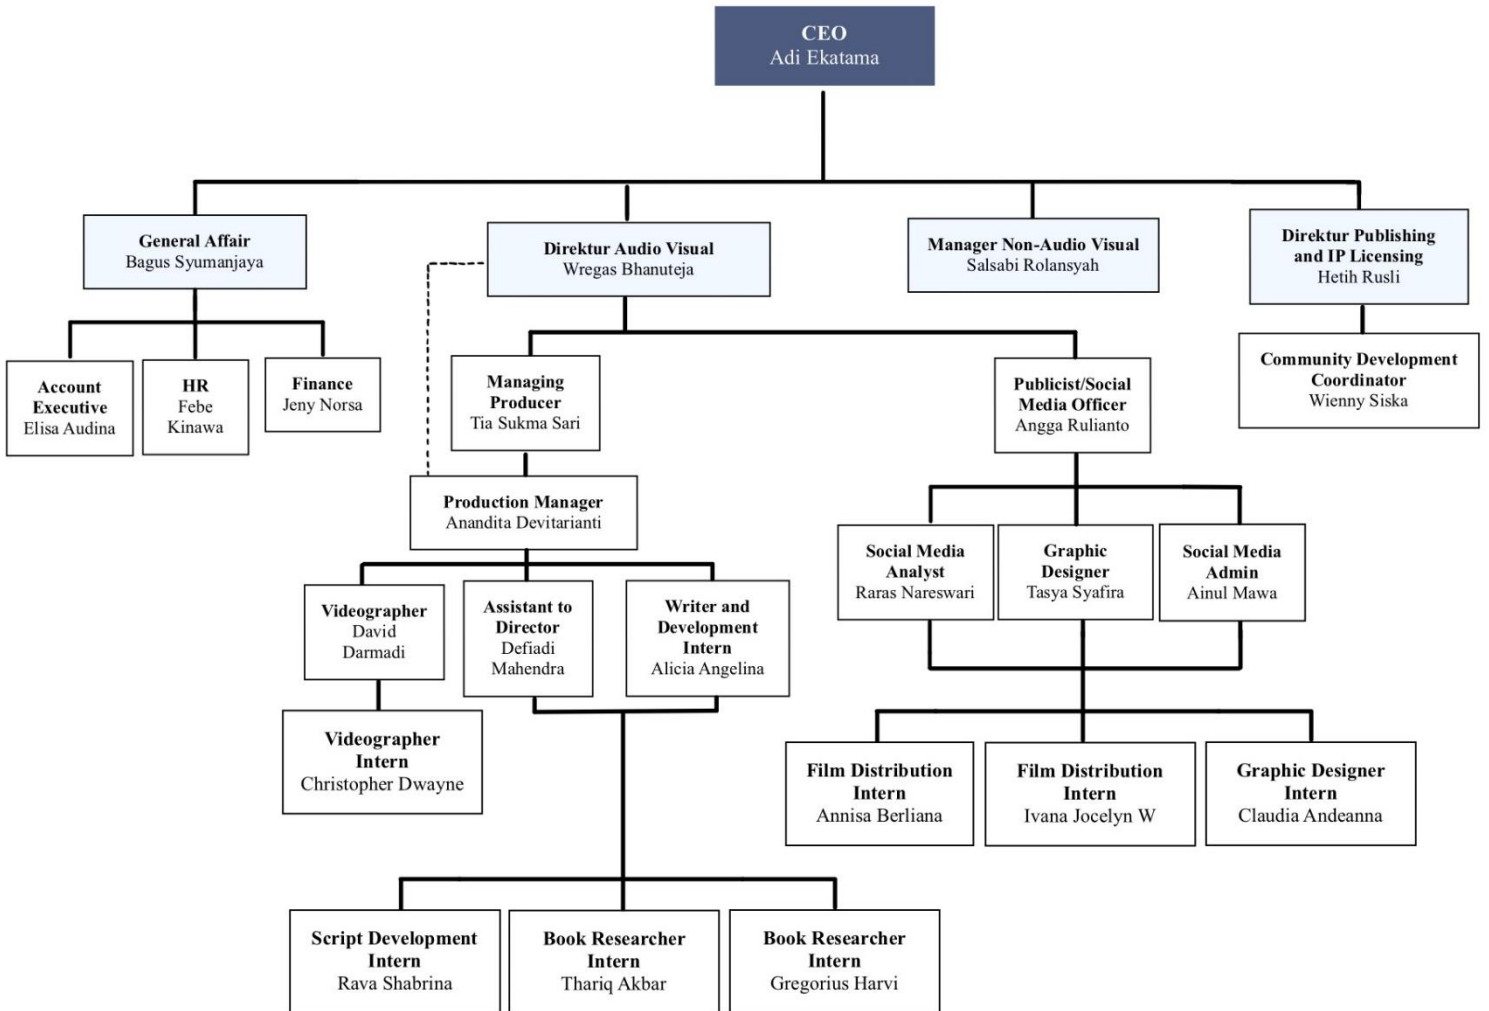 CEO
Adi Ekatama
General Affair
Bagus Syumanjaya
Direktur Audio Visual
Wregas Bhanuteja
Manager Non-Audio Visual
Salsabi Rolansyah
Direktur Publishing
and IP Licensing
Hetih Rusli
Account
Executive
Elisa Audina
HR
Febe
Kinawa
Finance
Jeny Norsa
Managing
Producer
Tia Sukma Sari
Publicist/Social
Media Officer
Angga Rulianto
Community Development
Coordinator
Wienny Siska
Production Manager
Anandita Devitarianti
Social Media
Analyst
Raras Nareswari
Graphic
Designer
Tasya Syafira
Social Media
Admin
Ainul Mawa
Videographer
David
Darmadi
Assistant to
Director
Defiadi
Mahendra
Writer and
Development
Intern
Alicia Angelina
Videographer
Intern
Christopher Dwayne
Film Distribution
Intern
Annisa Berliana
Film Distribution
Intern
Ivana Jocelyn W
Graphic Designer
Intern
Claudia Andeanna
Script Development
Intern
Rava Shabrina
Book Researcher
Intern
Thariq Akbar
Book Researcher
Intern
Gregorius Harvi